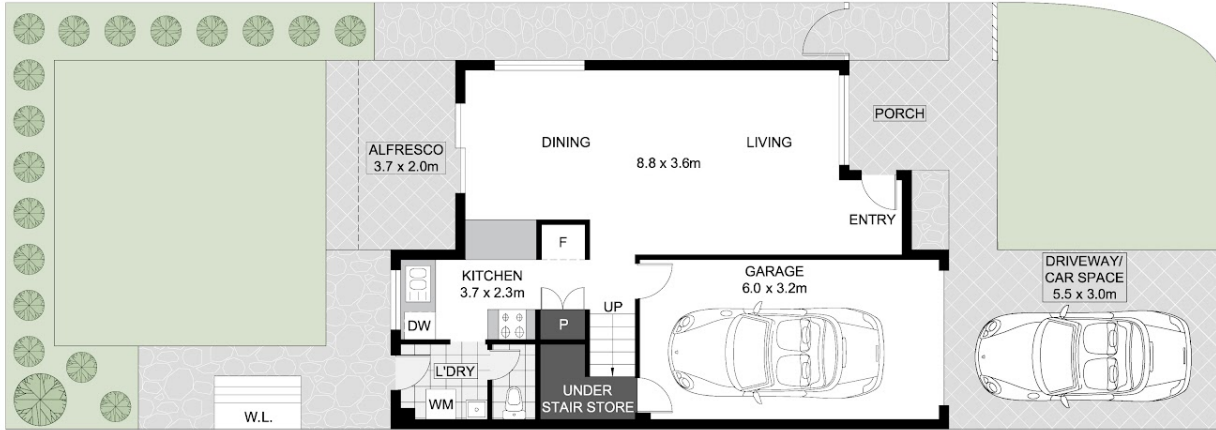 PORCH
DINING
LIVING
ALFRESCO
3.7 x 2.0m
8.8 x 3.6m
ENTRY
F
KITCHEN
3.7 x 2.3m
GARAGE
6.0 x 3.2m
DRIVEWAY/
CAR SPACE
5.5 x 3.0m
UP
DW
P
L'DRY
UNDER
STAIR STORE
WM
W.L.